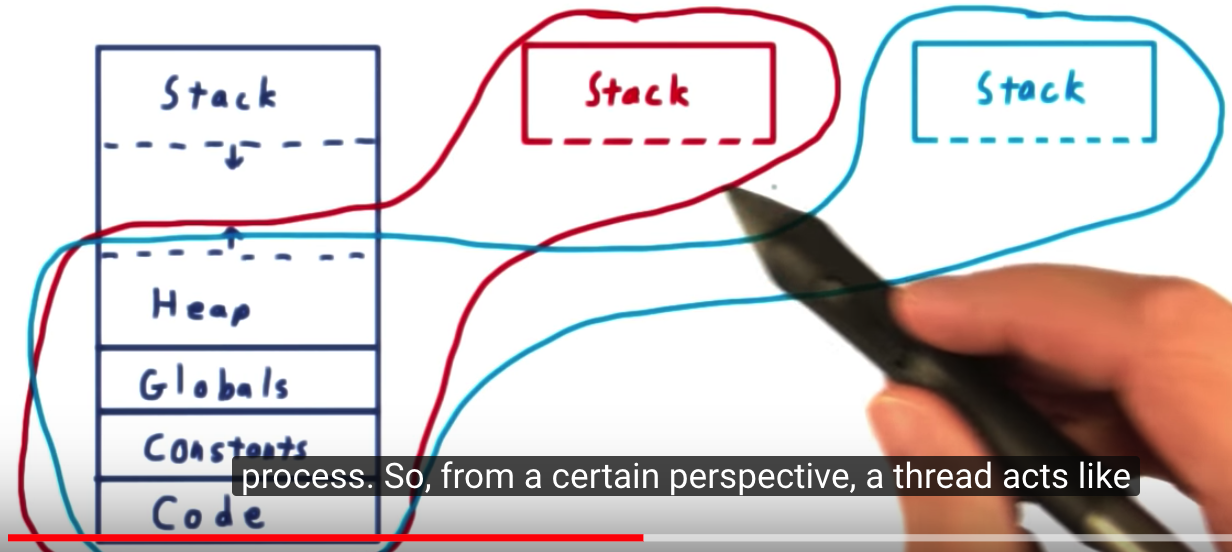 Stack
Stack
Stack
Heap
Globals
Constants
Code
process. So, from a certain perspective, a thread acts like